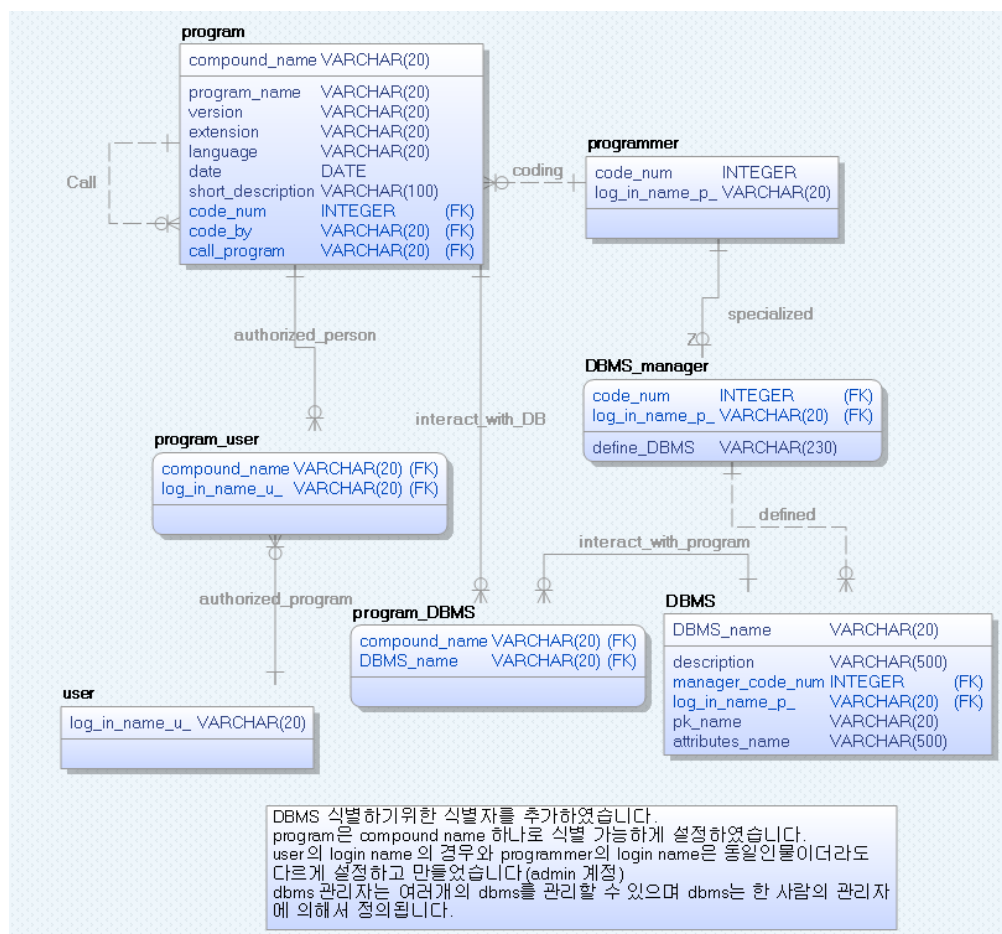 program
compound_name VARCHAR(20)
program_name VARCHAR(20)
version VARCHAR(20)
extension VARCHAR(20)
language VARCHAR(20)
date DATE
short_description VARCHAR(100)
code_num INTEGER (FK)
code_by VARCHAR(20) (FK)
call_program VARCHAR(20) (FK)
Call
coding
programmer
code_num INTEGER
log_in_name_p_ VARCHAR(20)
specialized
authorized_person
interact_with_DB
DBMS_manager
code_num INTEGER (FK)
log_in_name_p_ VARCHAR(20) (FK)
define_DBMS VARCHAR(230)
program_user
compound_name VARCHAR(20) (FK)
log_in_name_u_ VARCHAR(20) (FK)
defined
interact_with_program
authorized_program
program_DBMS
compound_name VARCHAR(20) (FK)
DBMS_name VARCHAR(20) (FK)
DBMS
DBMS_name VARCHAR(20)
description VARCHAR(500)
manager_code_num INTEGER (FK)
log_in_name_p_ VARCHAR(20) (FK)
pk_name VARCHAR(20)
attributes_name VARCHAR(500)
user
log_in_name_u_ VARCHAR(20)
DBMS 식별하기위한 식별자를 추가하였습니다.
program은 compound name 하나로 식별 가능하게 설정하였습니다.
user의 login name 의 경우와 programmer의 login name은 동일인물이더라도
다르게 설정하고 만들었습니다(admin 계정)
dbms 관리자는 여러개의 dbms를 관리할 수 있으며 dbms는 한 사람의 관리자
에 의해서 정의됩니다.